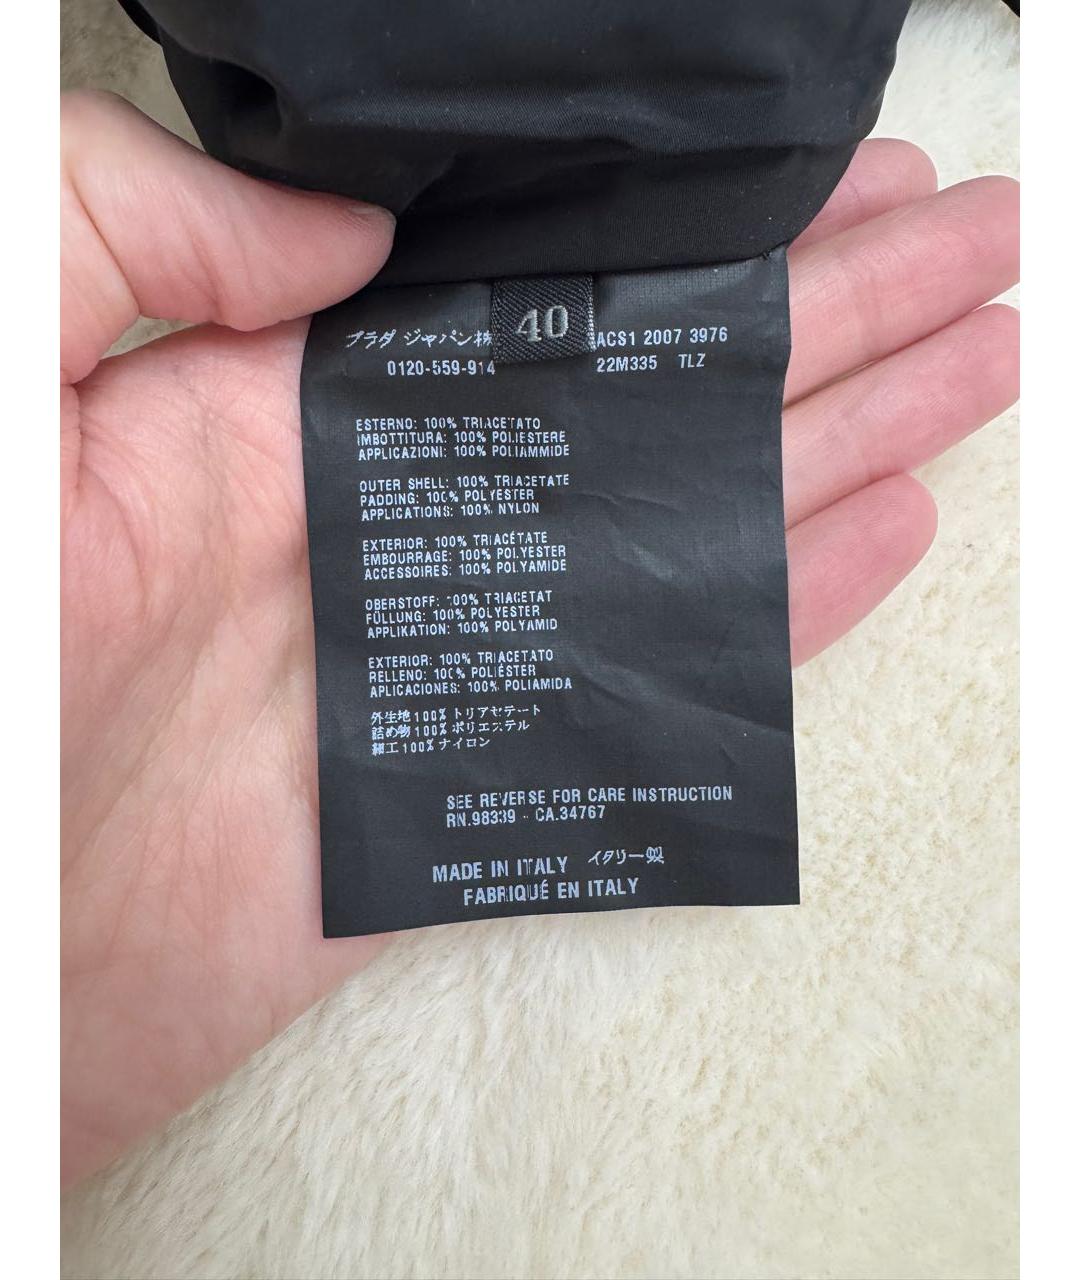 40
プラダ ジャパン株
ACS1 2007 3976
0120-559-914
22M335 TLZ
ESTERNO: 100% TRIACETATO
IMBOTTITURA: 100% POLIESTERE
APPLICAZIONI: 100% POLIAMMIDE
OUTER SHELL: 100% TRIACETATE
PADDING: 100% POLYESTER
APPLICATIONS: 100% NYLON
EXTERIOR: 100% TRIACÉTATE
EMBOURRAGE: 100% POLYESTER
ACCESSOIRES: 100% POLYAMIDE
OBERSTOFF: 100% TRIACETAT
FÜLLUNG: 100% POLYESTER
APPLIKATION: 100% POLYAMID
EXTERIOR: 100% TRIACETATO
RELLENO: 100% POLIÉSTER
APLICACIONES: 100% POLIAMIDA
外生地100% トリアセテート
詰め物100% ポリエステル
細工100% ナイロン
SEE REVERSE FOR CARE INSTRUCTION
RN.98339 - CA.34767
MADE IN ITALY イタリー製
FABRIQUÉ EN ITALY